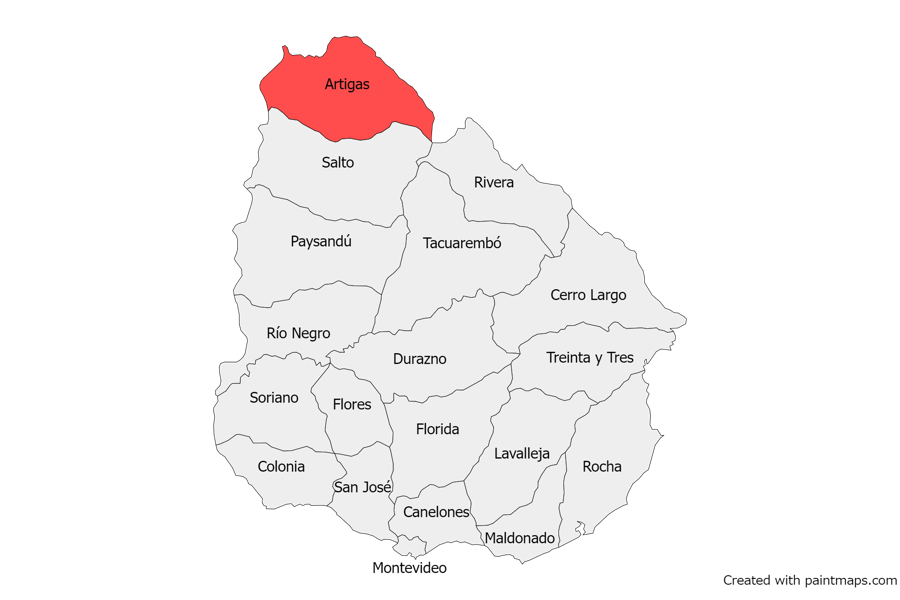 Artigas
Salto
Rivera
Paysandú
Tacuarembó
Cerro Largo
Río Negro
Durazno
Treinta y Tres
Soriano
Flores
Florida
Lavalleja
Colonia
Rocha
San José
Canelones
Maldonado
Montevideo
Created with paintmaps.com